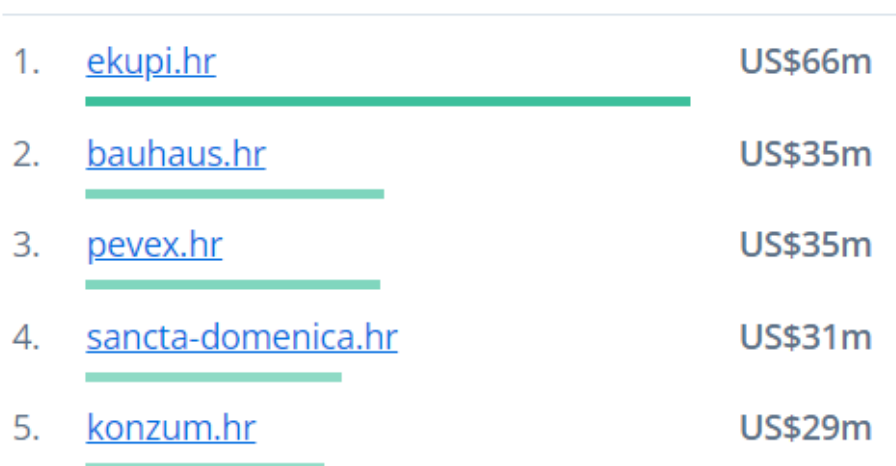 1. ekupi.hr US$66m
2. bauhaus.hr US$35m
3. pevex.hr US$35m
4. sancta-domenica.hr US$31m
5. konzum.hr US$29m